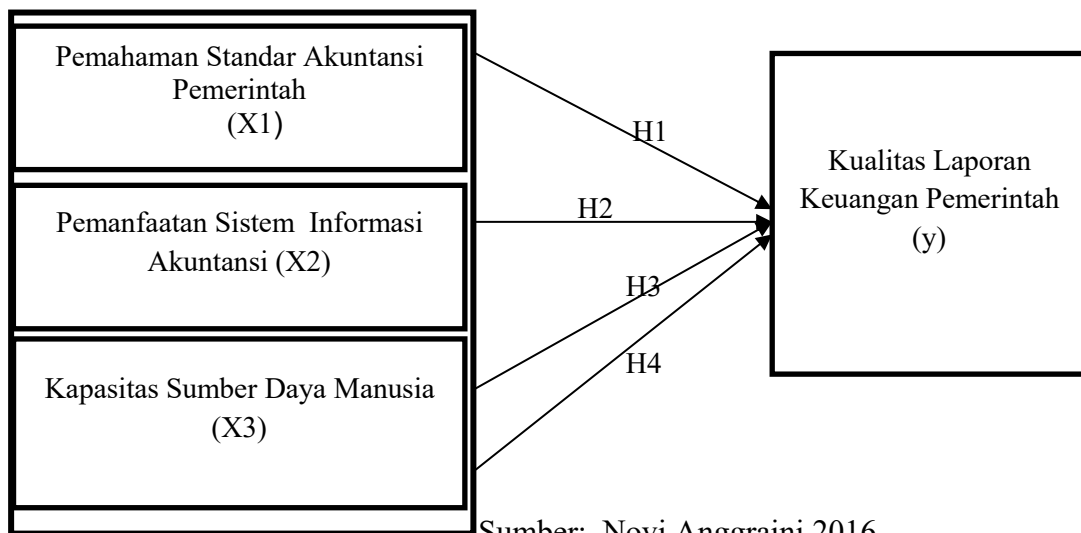 Pemahaman Standar Akuntansi
Pemerintah
(X1)
H1
Kualitas Laporan
Keuangan Pemerintah
(y)
Pemanfaatan Sistem Informasi
Akuntansi (X2)
H2
H3
H4
Kapasitas Sumber Daya Manusia
(X3)
Sumber: Novi Anggraini 2016